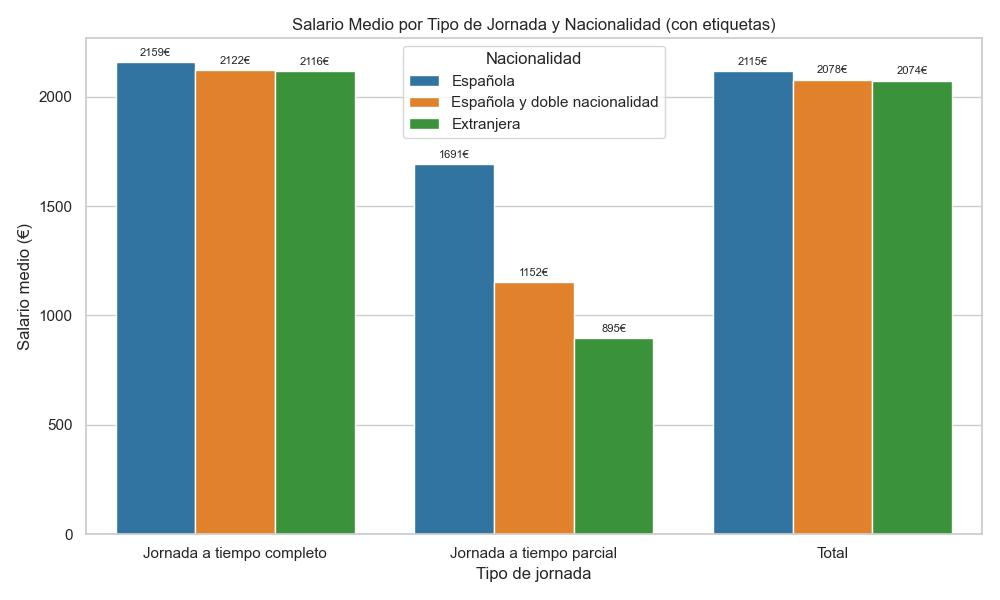 Salario Medio por Tipo de Jornada y Nacionalidad (con etiquetas)
Nacionalidad
Española
Española y doble nacionalidad
Extranjera
2159€
2122€
2116€
1691€
1152€
895€
2115€
2078€
2074€
Salario medio (€)
2000
1500
1000
500
0
Jornada a tiempo completo
Jornada a tiempo parcial
Total
Tipo de jornada